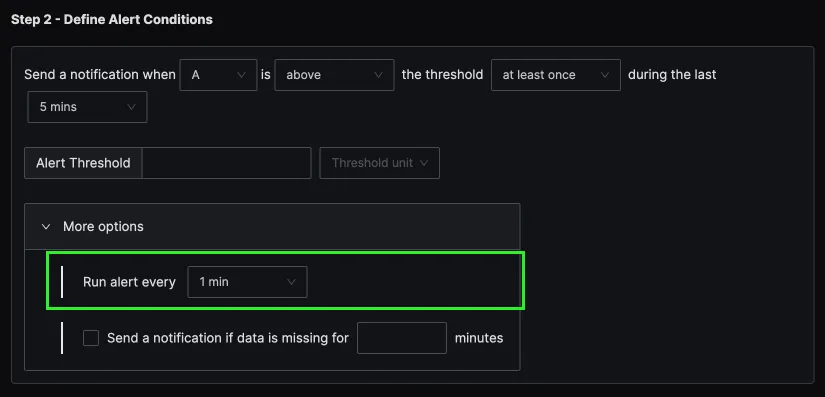 Step 2 - Define Alert Conditions
Send a notification when A is above the threshold at least once during the last
5 mins
Alert Threshold Threshold unit
More options
Run alert every 1 min
Send a notification if data is missing for minutes